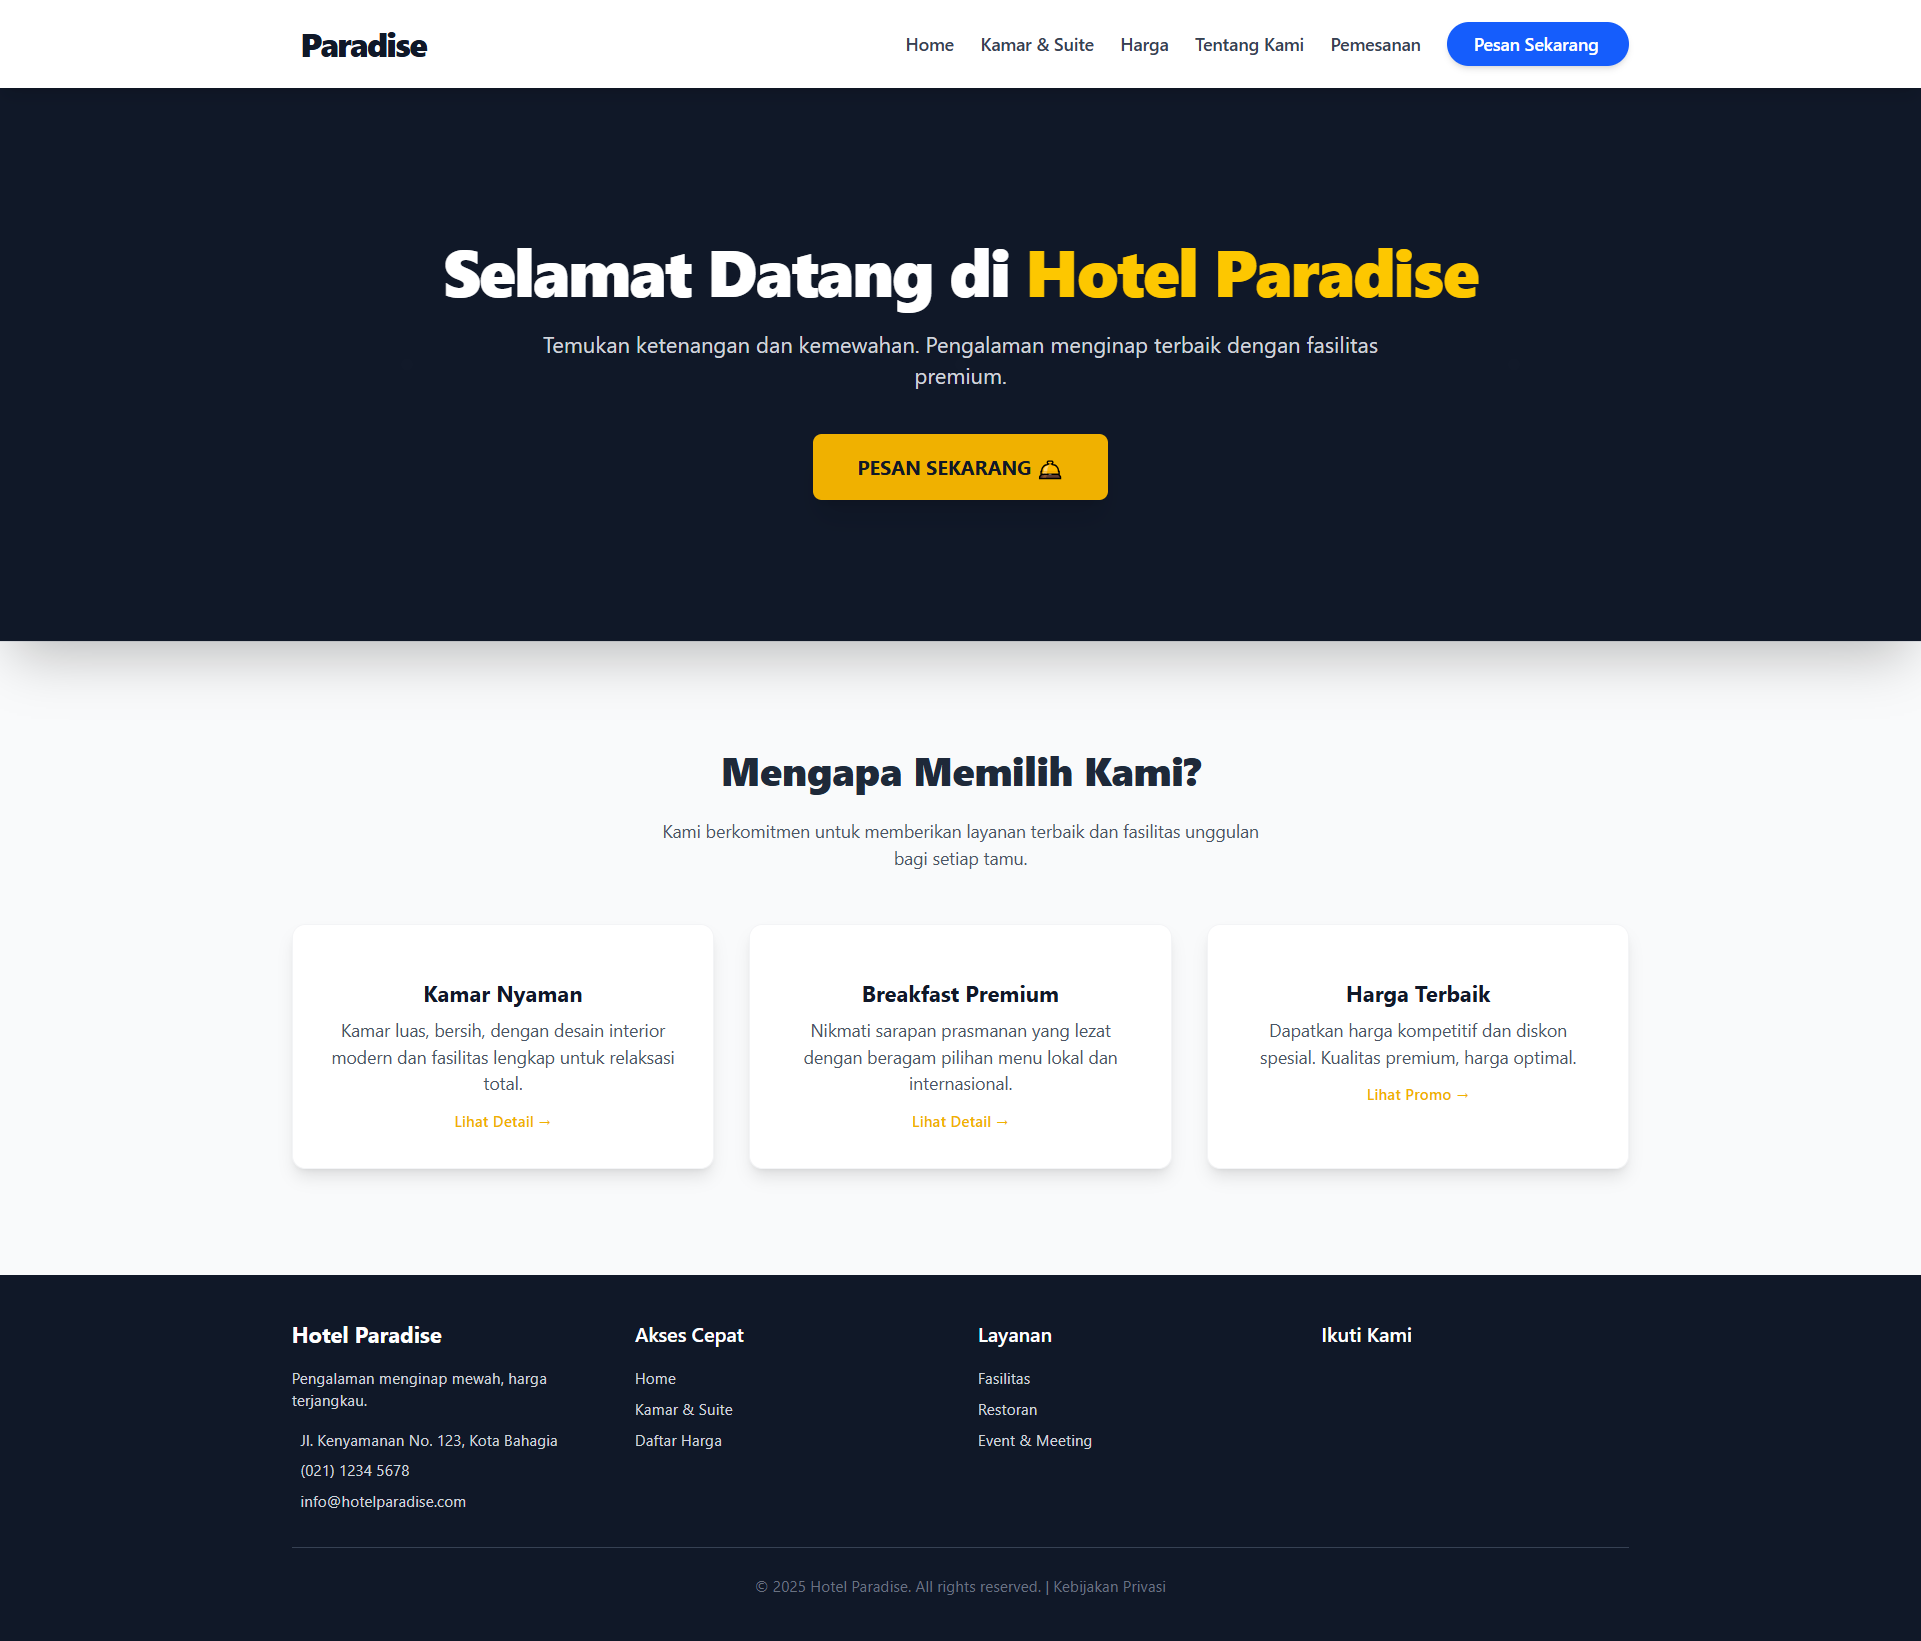 Paradise
Home
Kamar & Suite
Harga
Tentang Kami
Pemesanan
Pesan Sekarang
Selamat Datang di Hotel Paradise
Temukan ketenangan dan kemewahan. Pengalaman menginap terbaik dengan fasilitas
premium.
PESAN SEKARANG
Mengapa Memilih Kami?
Kami berkomitmen untuk memberikan layanan terbaik dan fasilitas unggulan
bagi setiap tamu.
Kamar Nyaman
Kamar luas, bersih, dengan desain interior
modern dan fasilitas lengkap untuk relaksasi
total.
Lihat Detail →
Breakfast Premium
Nikmati sarapan prasmanan yang lezat
dengan beragam pilihan menu lokal dan
internasional.
Lihat Detail →
Harga Terbaik
Dapatkan harga kompetitif dan diskon
spesial. Kualitas premium, harga optimal.
Lihat Promo →
Hotel Paradise
Pengalaman menginap mewah, harga
terjangkau.
Jl. Kenyamanan No. 123, Kota Bahagia
(021) 1234 5678
info@hotelparadise.com
Akses Cepat
Home
Kamar & Suite
Daftar Harga
Layanan
Fasilitas
Restoran
Event & Meeting
Ikuti Kami
© 2025 Hotel Paradise. All rights reserved. | Kebijakan Privasi